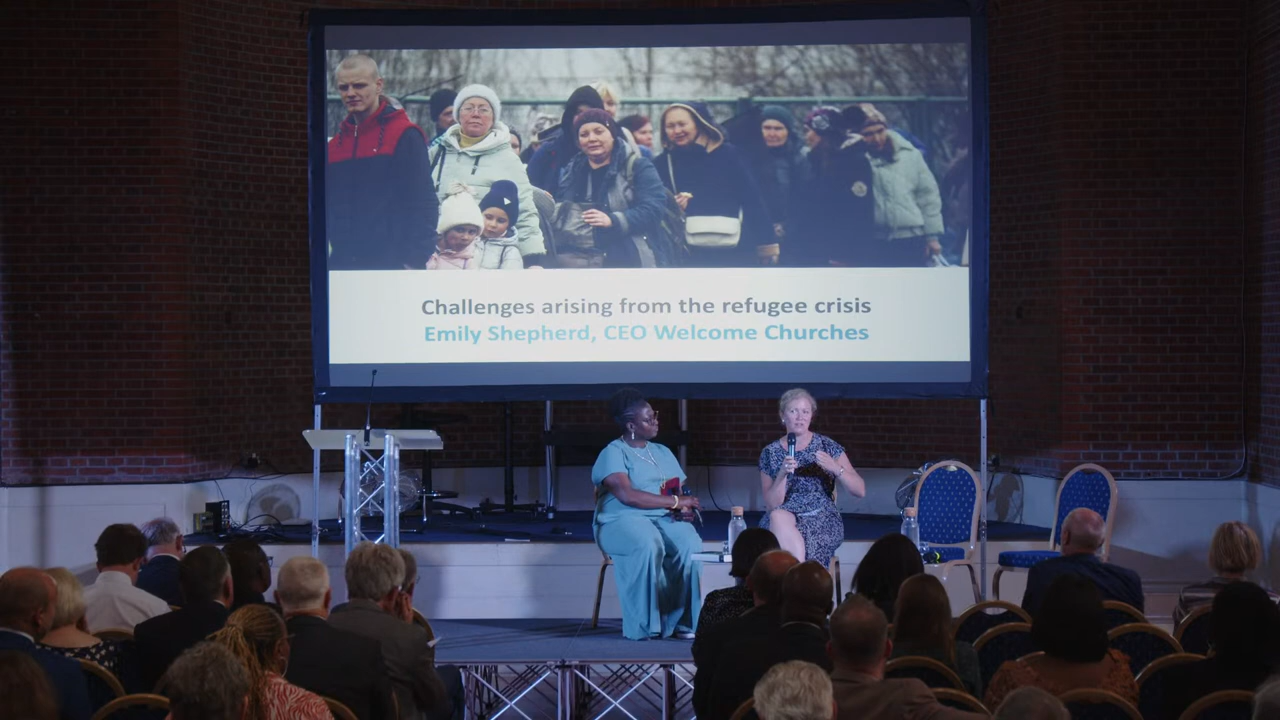 Challenges arising from the refugee crisis
Emily Shepherd, CEO Welcome Churches